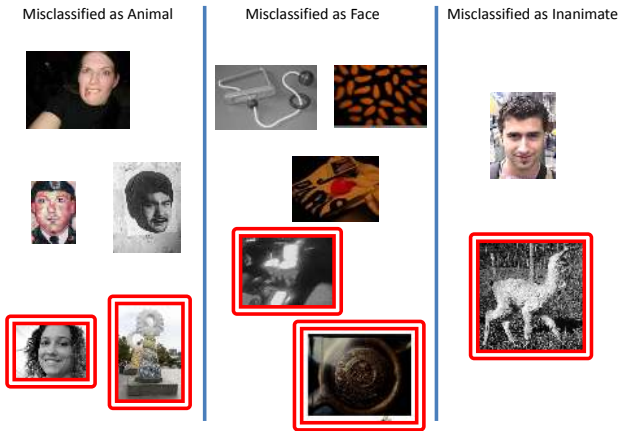 Misclassified as Animal
Misclassified as Face
Misclassified as Inanimate